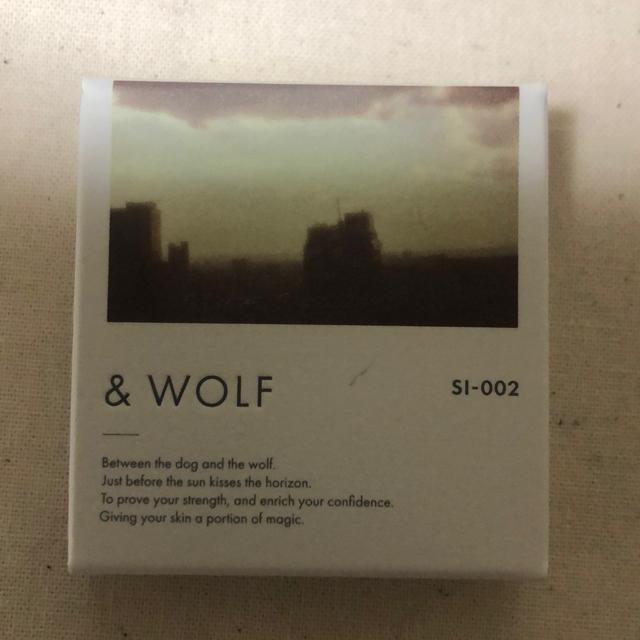 & WOLF
SI-002
Between the dog and the wolf.
Just before the sun kisses the horizon.
To prove your strength, and enrich your confidence.
Giving your skin a portion of magic.